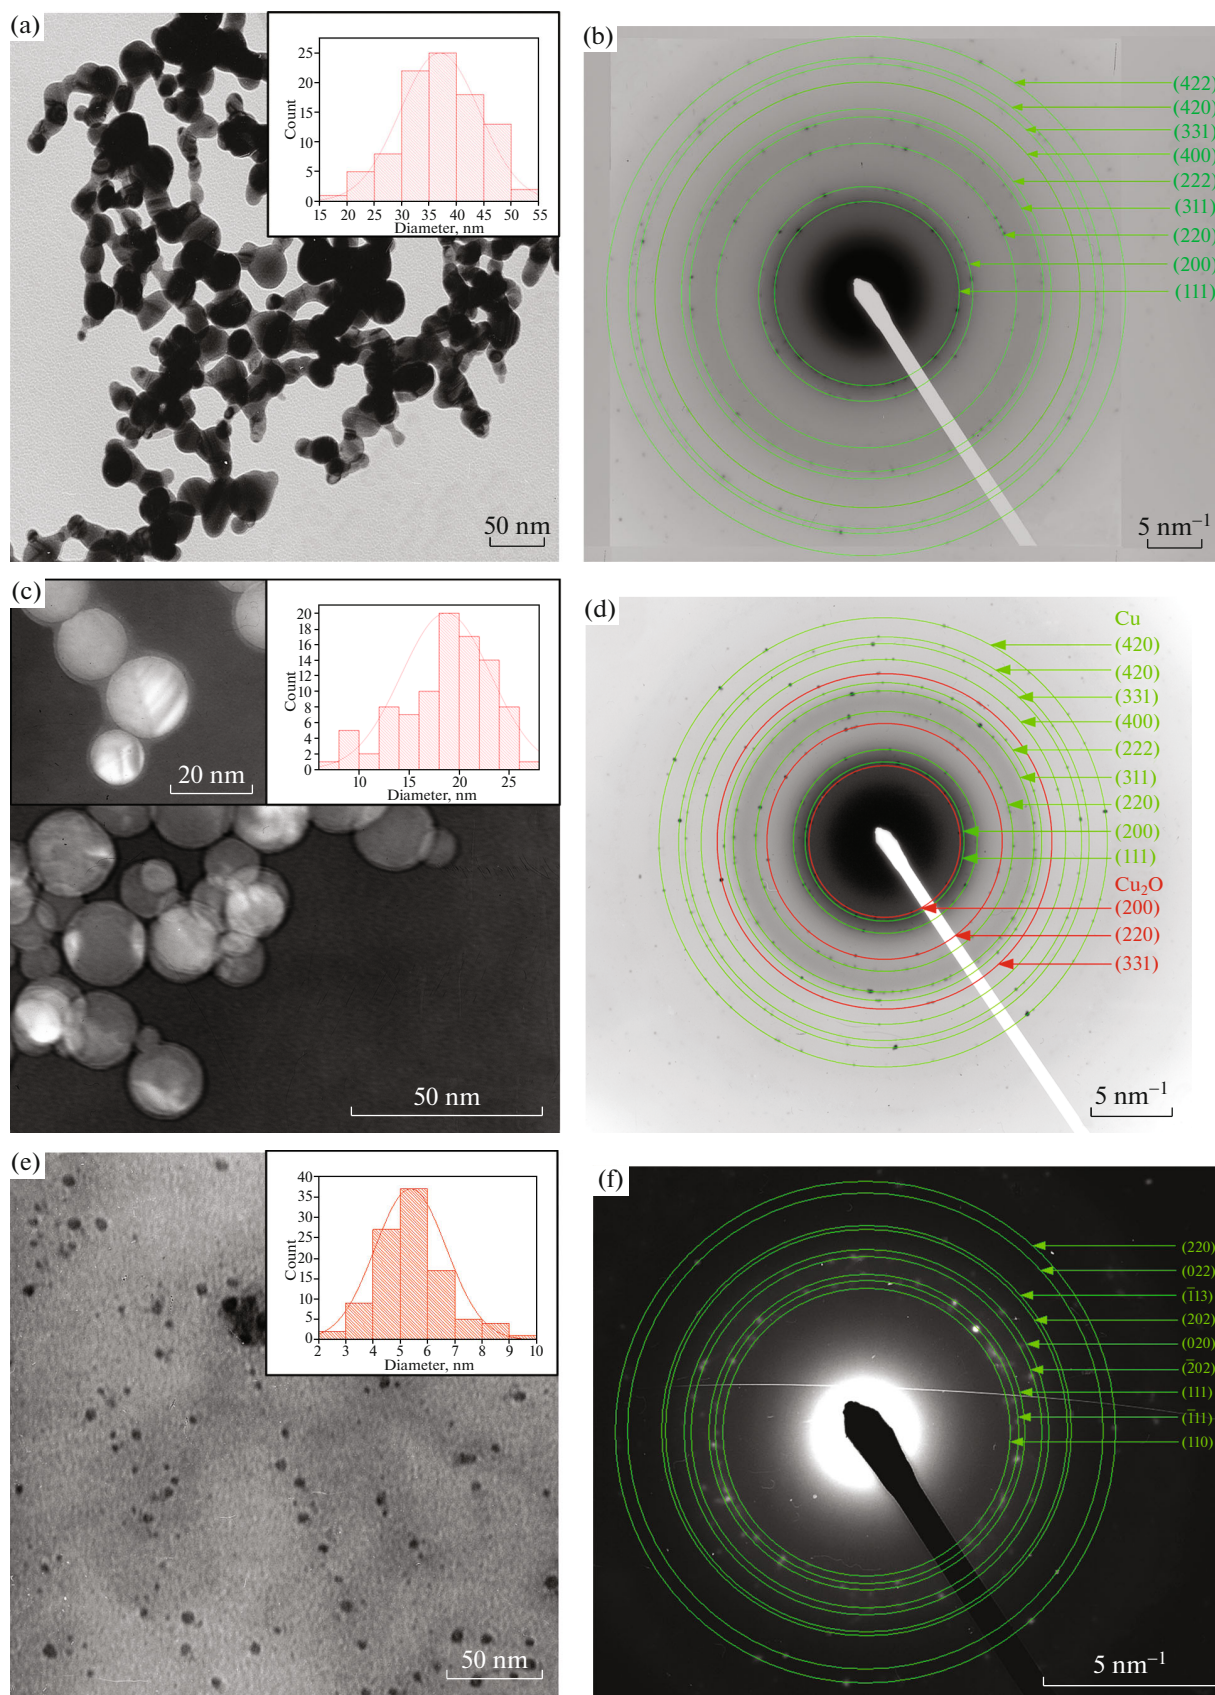 (a)
25
20
15
10
5
0
Count
15 20 25 30 35 40 45 50 55
Diameter, nm
50 nm
(b)
(422)
(420)
(331)
(400)
(222)
(311)
(220)
(200)
(111)
5 nm⁻¹
(c)
20 nm
20
18
16
14
12
10
8
6
4
2
0
Count
10 15 20 25
Diameter, nm
50 nm
(d)
Cu
(420)
(420)
(331)
(400)
(222)
(311)
(220)
(200)
(111)
Cu₂O
(200)
(220)
(331)
5 nm⁻¹
(e)
40
35
30
25
20
15
10
5
0
Count
2 3 4 5 6 7 8 9 10
Diameter, nm
50 nm
(f)
(220)
(022)
(1̄13)
(202)
(020)
(2̄02)
(111)
(1̄11)
(110)
5 nm⁻¹